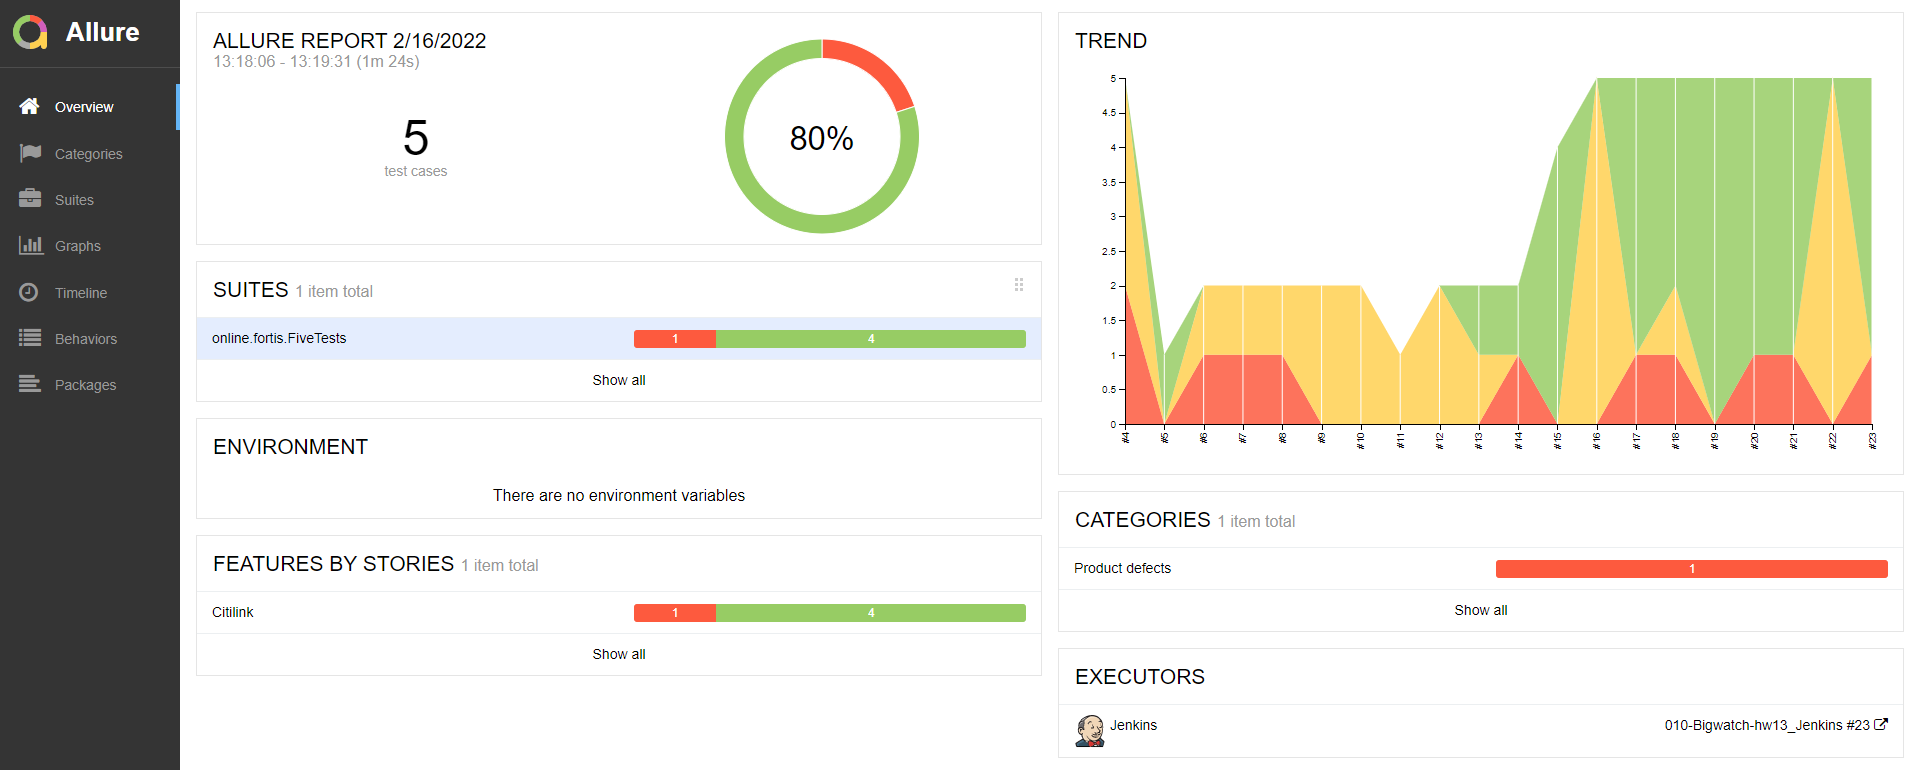 Allure
Overview
Categories
Suites
Graphs
Timeline
Behaviors
Packages
ALLURE REPORT 2/16/2022
13:18:06 - 13:19:31 (1m 24s)
5
test cases
80%
SUITES 1 item total
online.fortis.FiveTests 1 4
Show all
ENVIRONMENT
There are no environment variables
FEATURES BY STORIES 1 item total
Citilink 1 4
Show all
TREND
5
4.5
4
3.5
3
2.5
2
1.5
1
0.5
0
#4 #5 #6 #7 #8 #9 #10 #11 #12 #13 #14 #15 #16 #17 #18 #19 #20 #21 #22 #23
CATEGORIES 1 item total
Product defects 1
Show all
EXECUTORS
Jenkins 010-Bigwatch-hw13_Jenkins #23